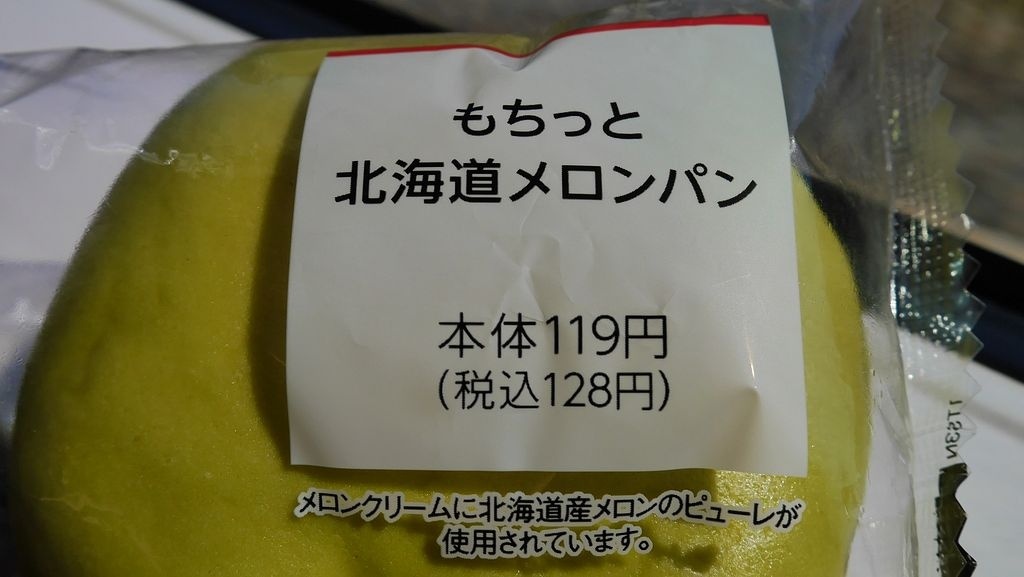 もちっと
北海道メロンパン
本体119円
(税込128円)
メロンクリームに北海道産メロンのピューレが
使用されています。